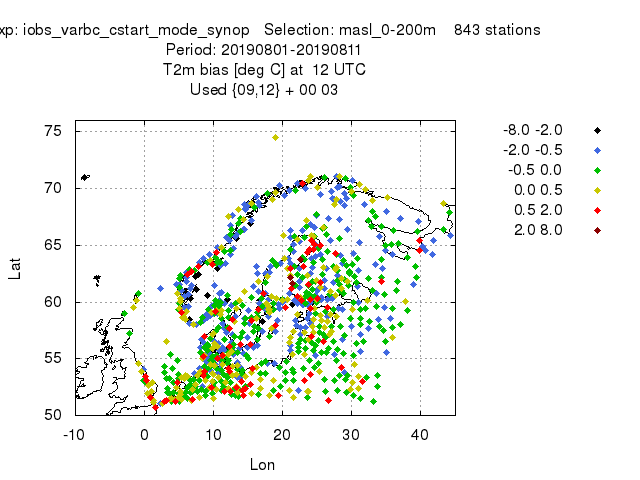 xp: iobs_varbc_cstart_mode_synop Selection: masl_0-200m 843 stations
Period: 20190801-20190811
T2m bias [deg C] at 12 UTC
Used {09,12} + 00 03
-8.0 -2.0
-2.0 -0.5
-0.5 0.0
0.0 0.5
0.5 2.0
2.0 8.0
75
70
65
60
55
50
Lat
-10 0 10 20 30 40
Lon